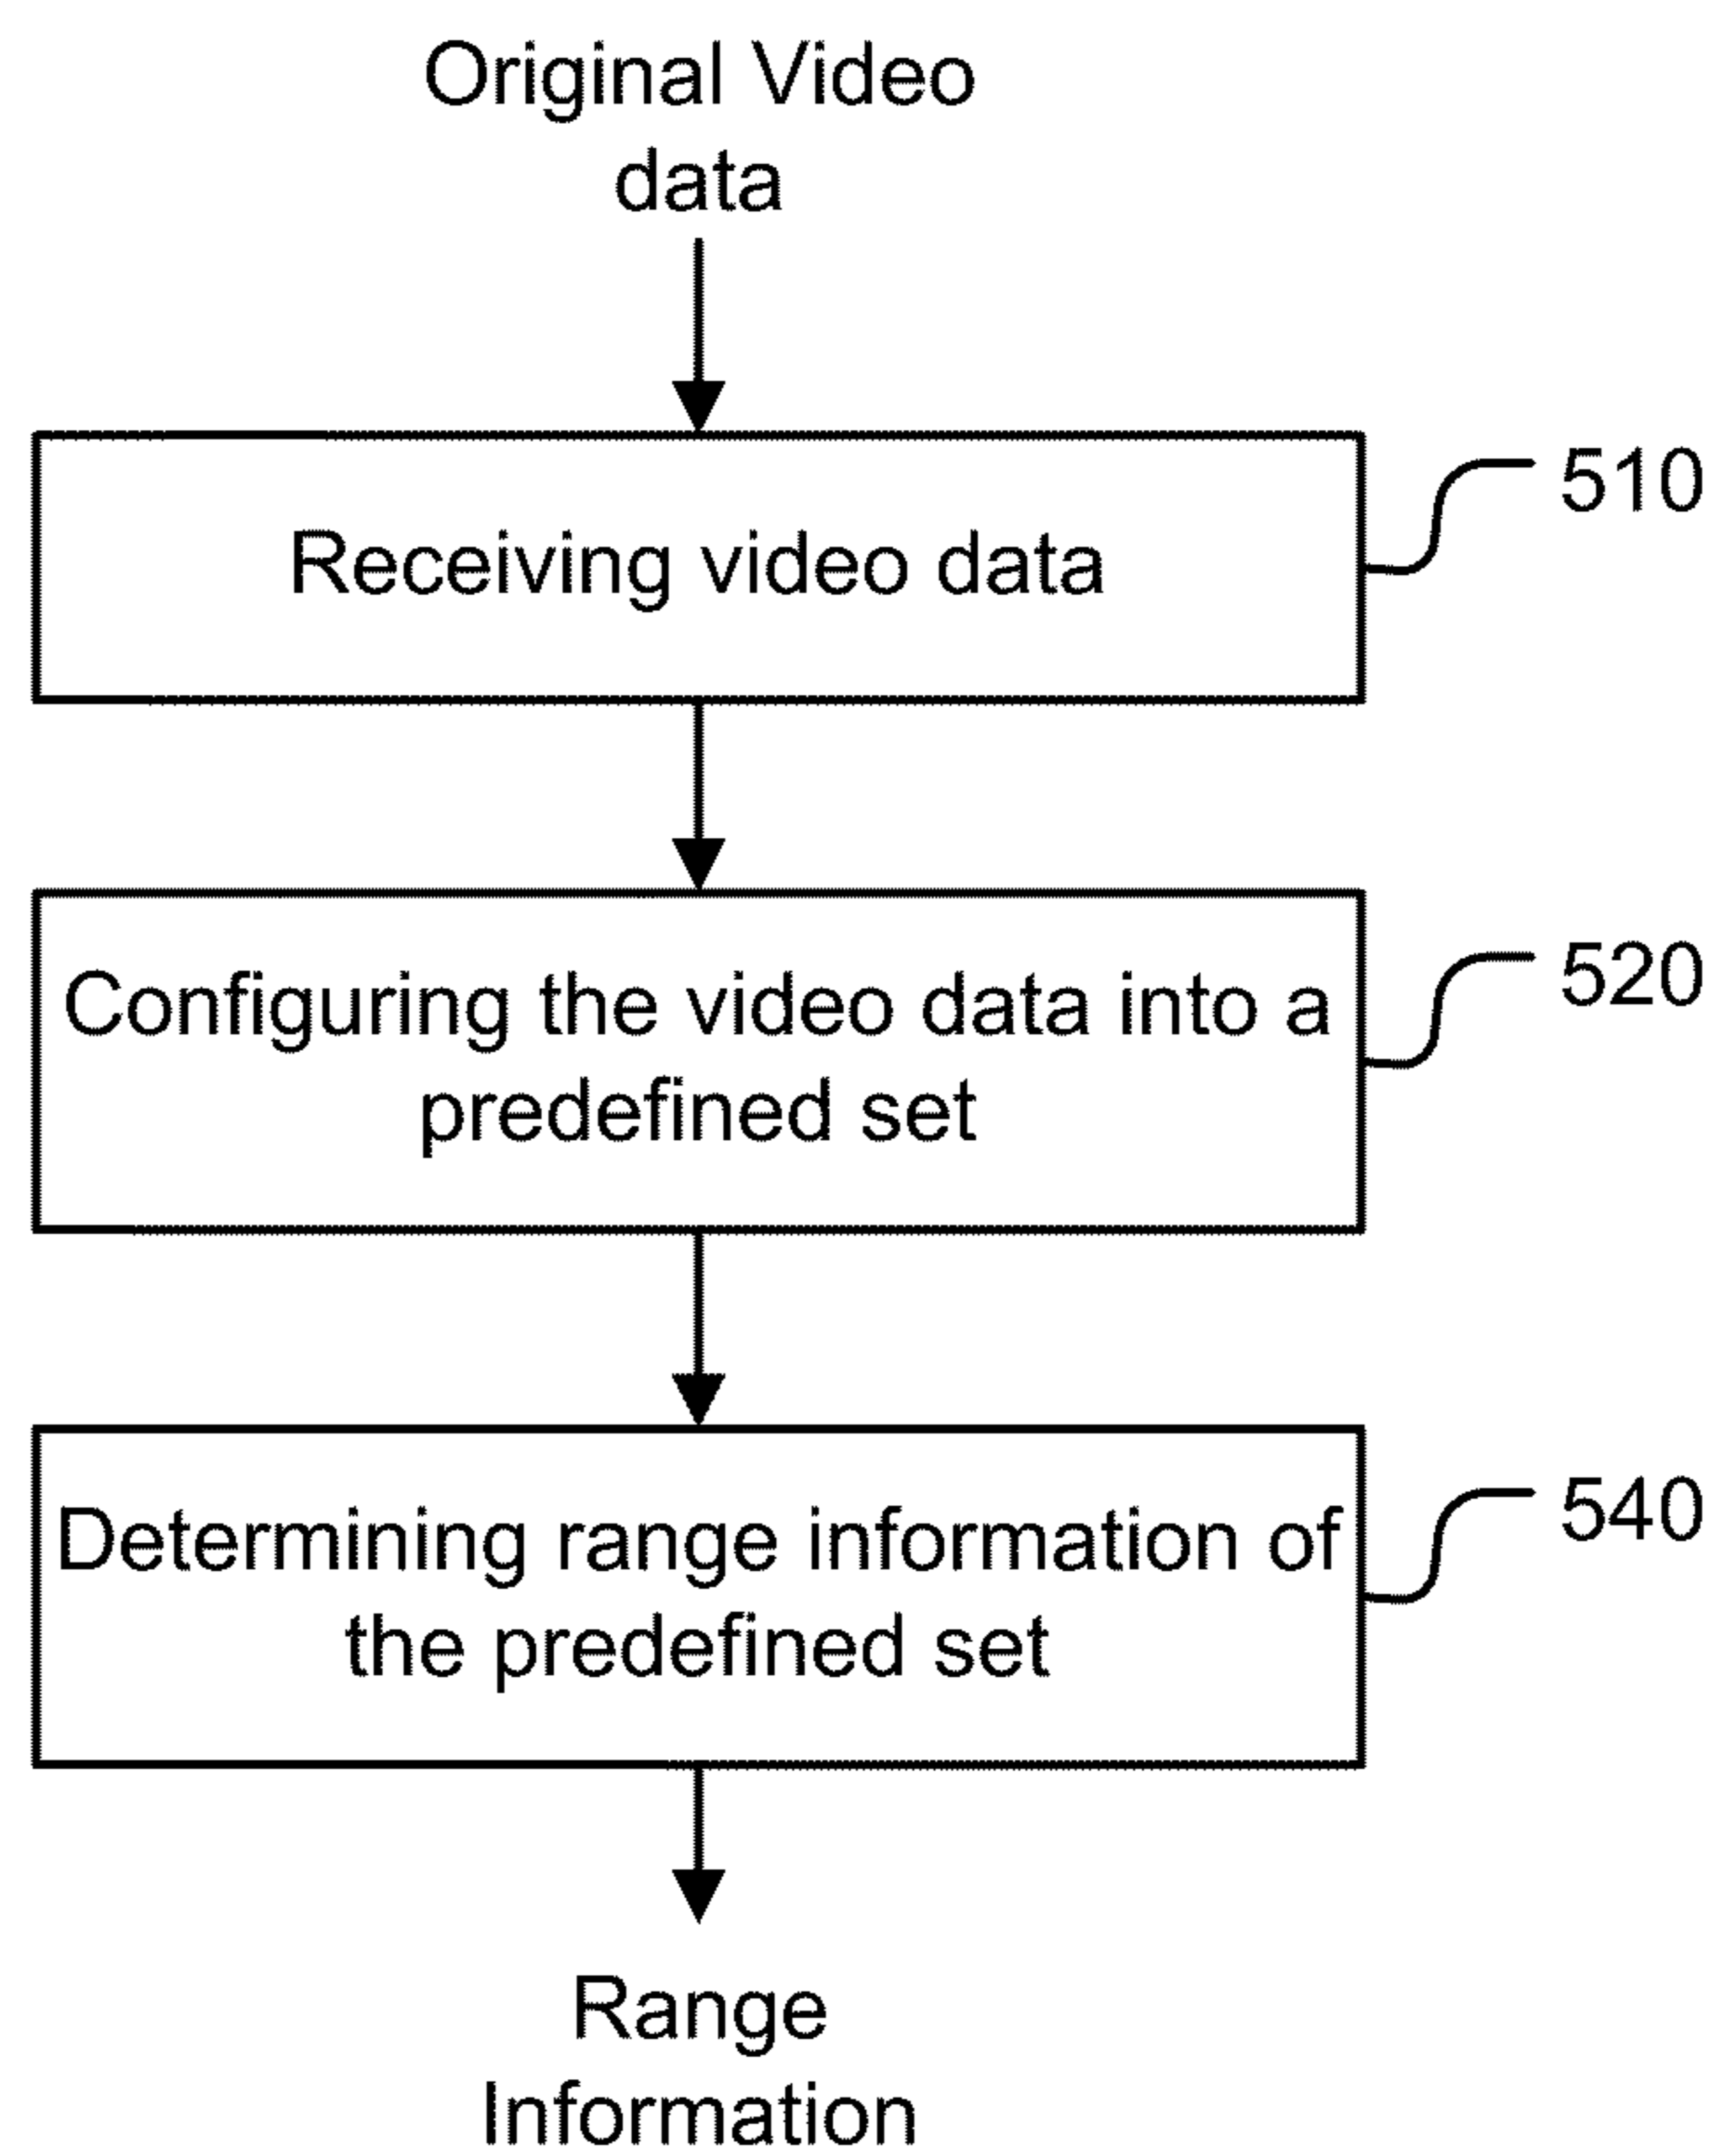 Original Video
data
510
Receiving video data
520
Configuring the video data into a
predefined set
540
Determining range information of
the predefined set
Range
Information